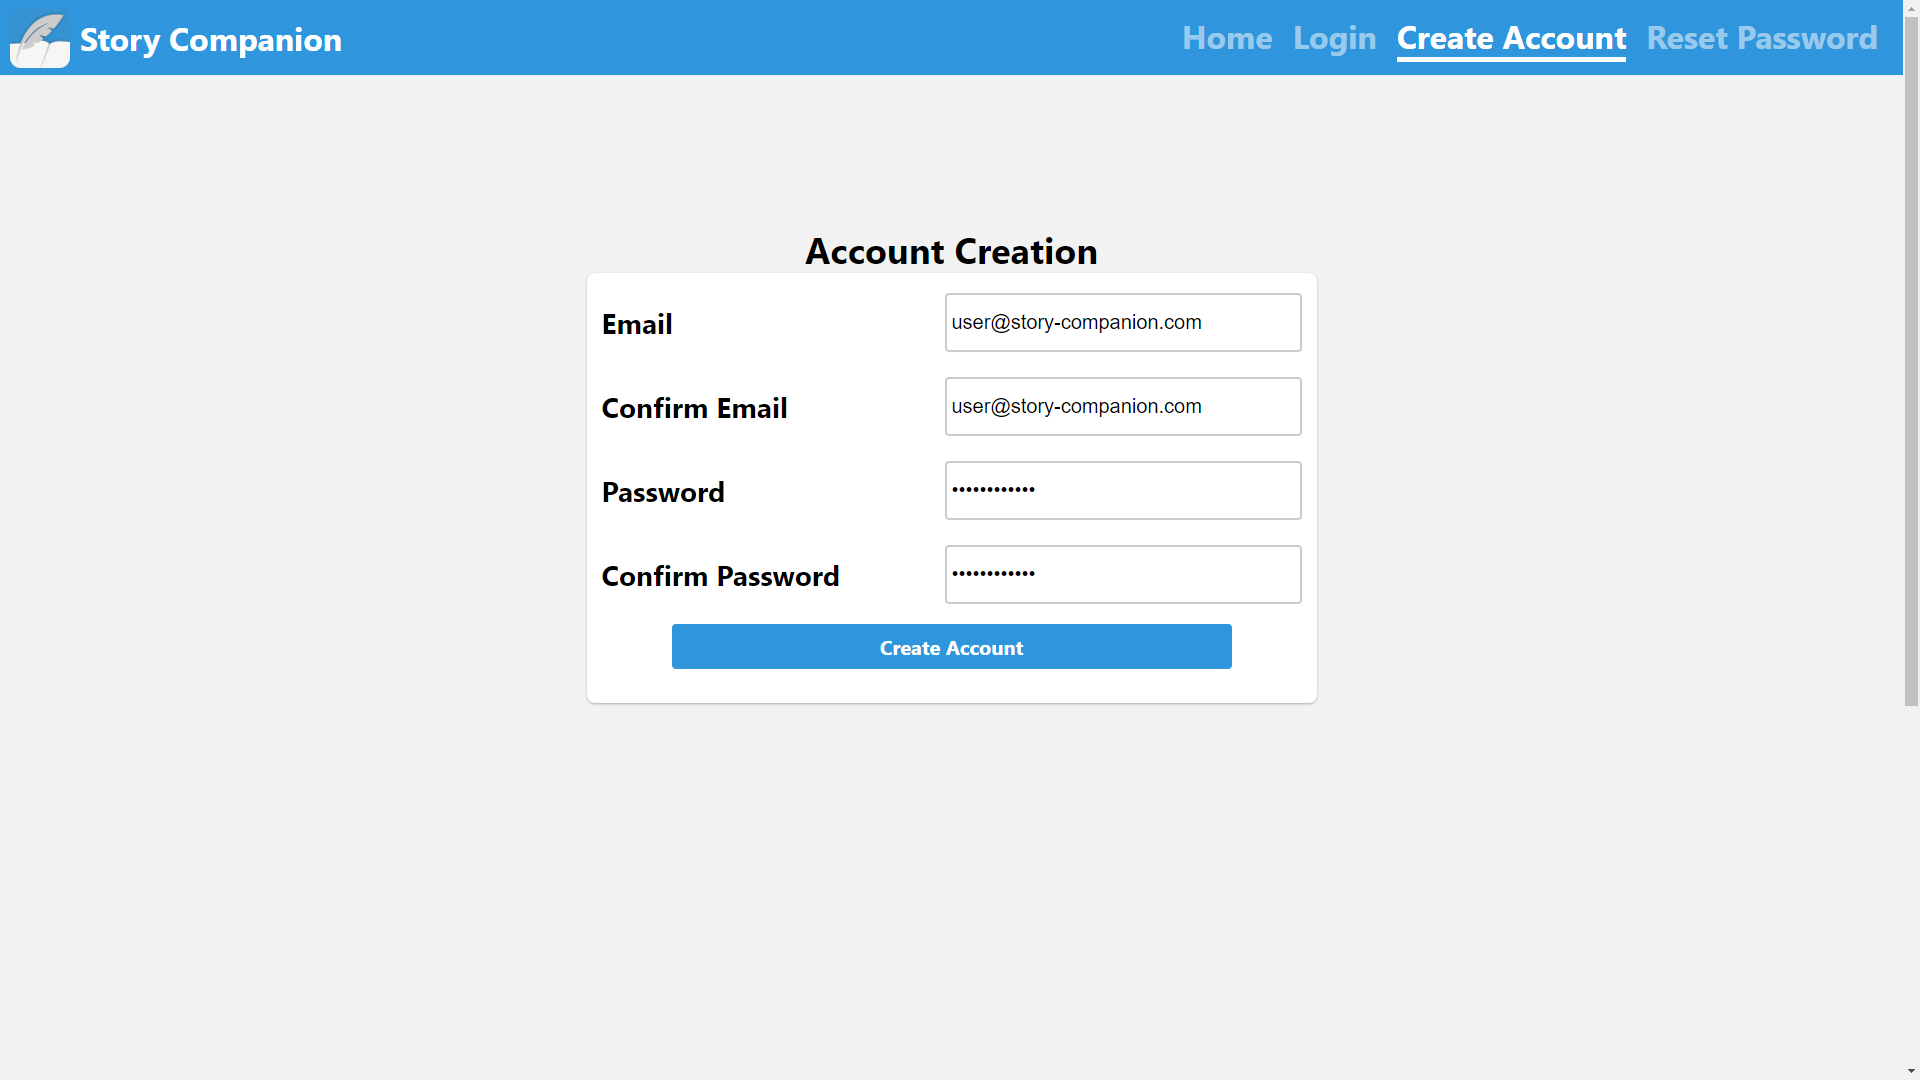 Story Companion
Home Login Create Account Reset Password
Account Creation
Email user@story-companion.com
Confirm Email user@story-companion.com
Password ••••••••••••
Confirm Password ••••••••••••
Create Account